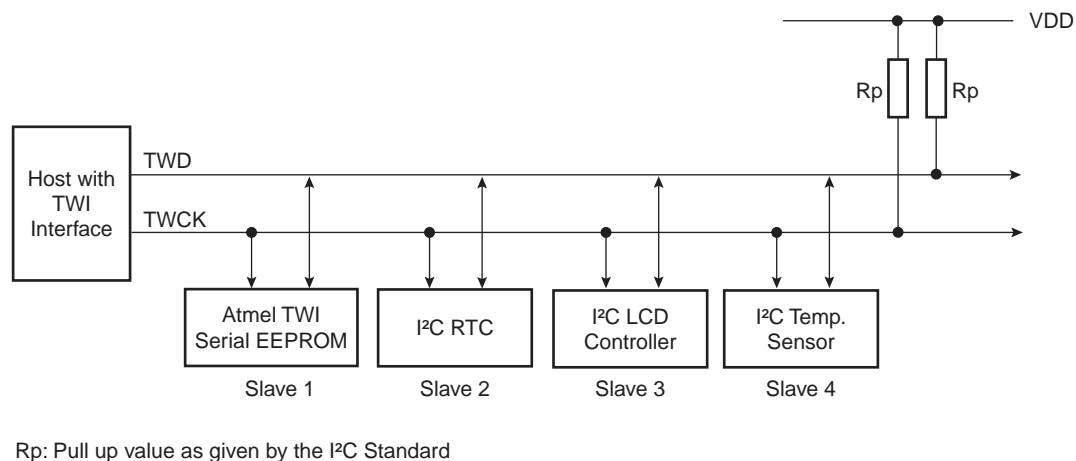 VDD
Rp
Rp
Host with
TWI
Interface
TWD
TWCK
Atmel TWI
Serial EEPROM
Slave 1
I²C RTC
Slave 2
I²C LCD
Controller
Slave 3
I²C Temp.
Sensor
Slave 4
Rp: Pull up value as given by the I²C Standard